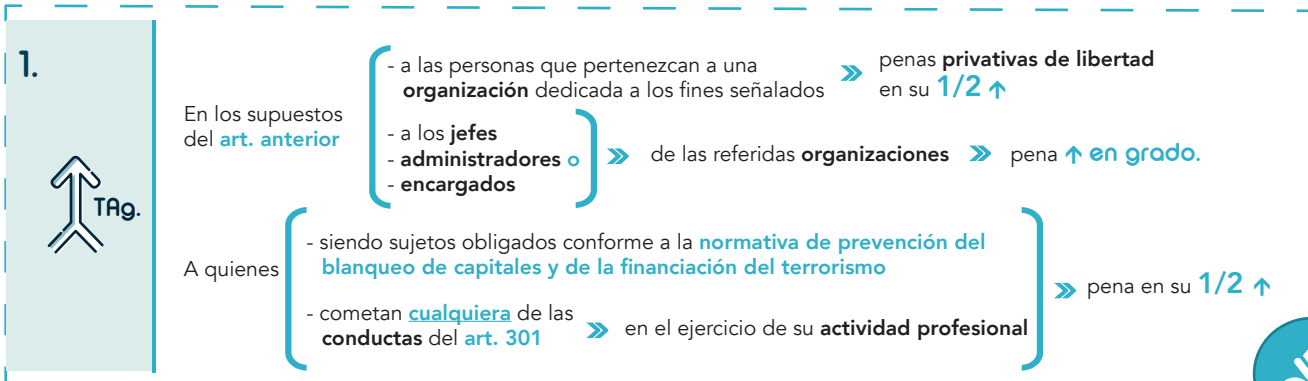 1.
TAg.
En los supuestos
del art. anterior
- a las personas que pertenezcan a una
organización dedicada a los fines señalados
» penas privativas de libertad
en su 1/2 ↑
- a los jefes
- administradores o
- encargados
» de las referidas organizaciones » pena ↑ en grado.
A quienes
- siendo sujetos obligados conforme a la normativa de prevención del
blanqueo de capitales y de la financiación del terrorismo
- cometan cualquiera de las
conductas del art. 301
» en el ejercicio de su actividad profesional
» pena en su 1/2 ↑